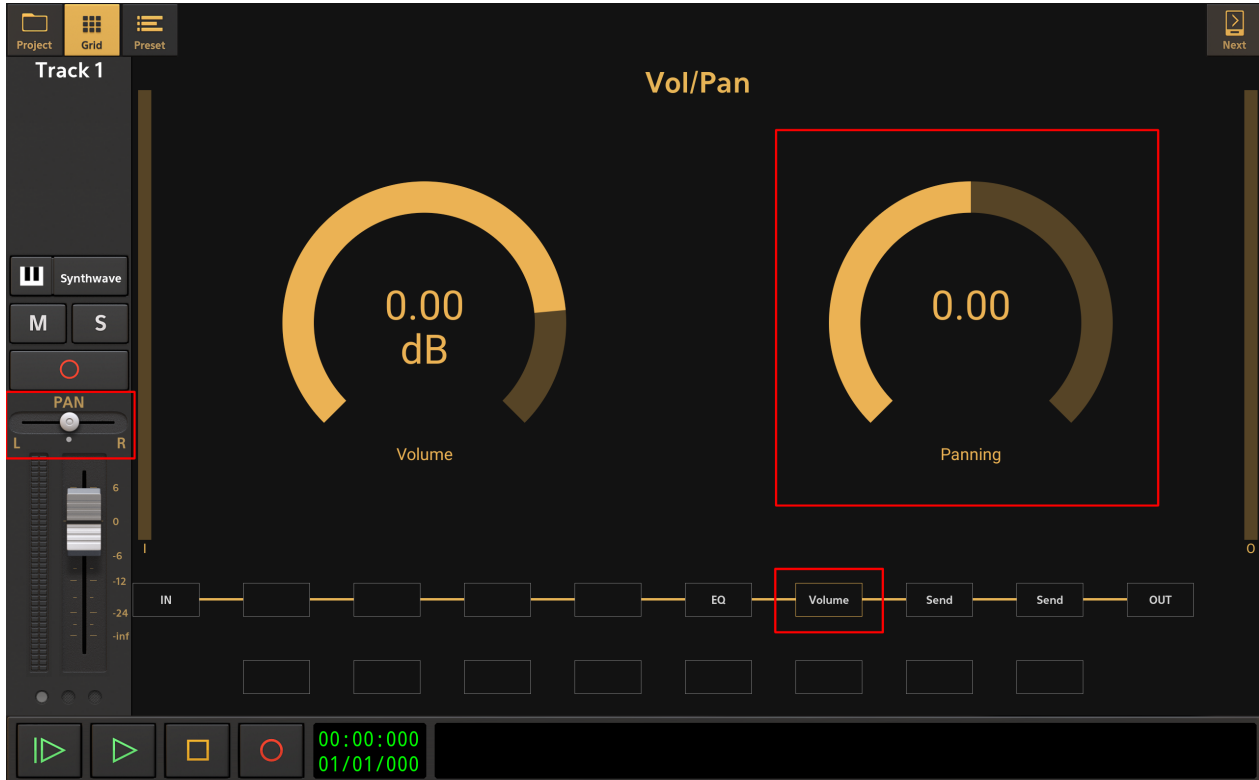 Project
Grid
Preset
Next
Track 1
Vol/Pan
Synthwave
M
S
PAN
L
R
6
0
-6
-12
-24
-inf
0.00
dB
Volume
0.00
Panning
I
O
IN
EQ
Volume
Send
Send
OUT
00:00:000
01/01/000